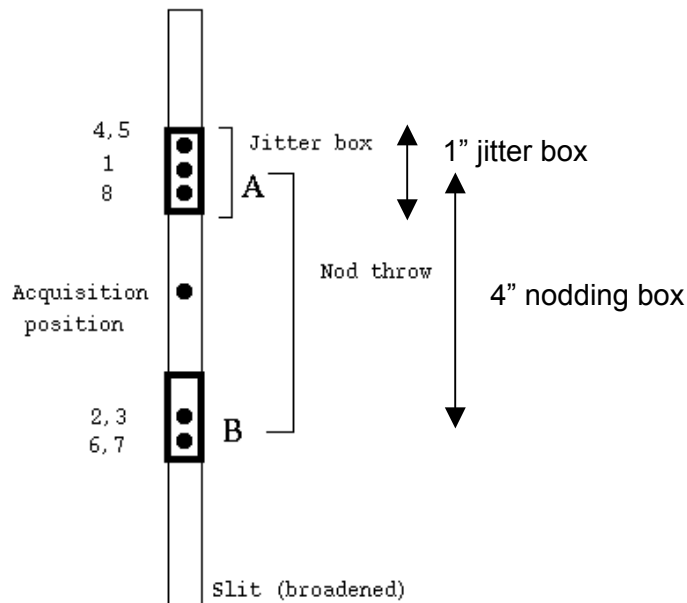 4,5
1
8
Jitter box
A
1” jitter box
Nod throw
4” nodding box
Acquisition
position
2,3
6,7
B
Slit (broadened)